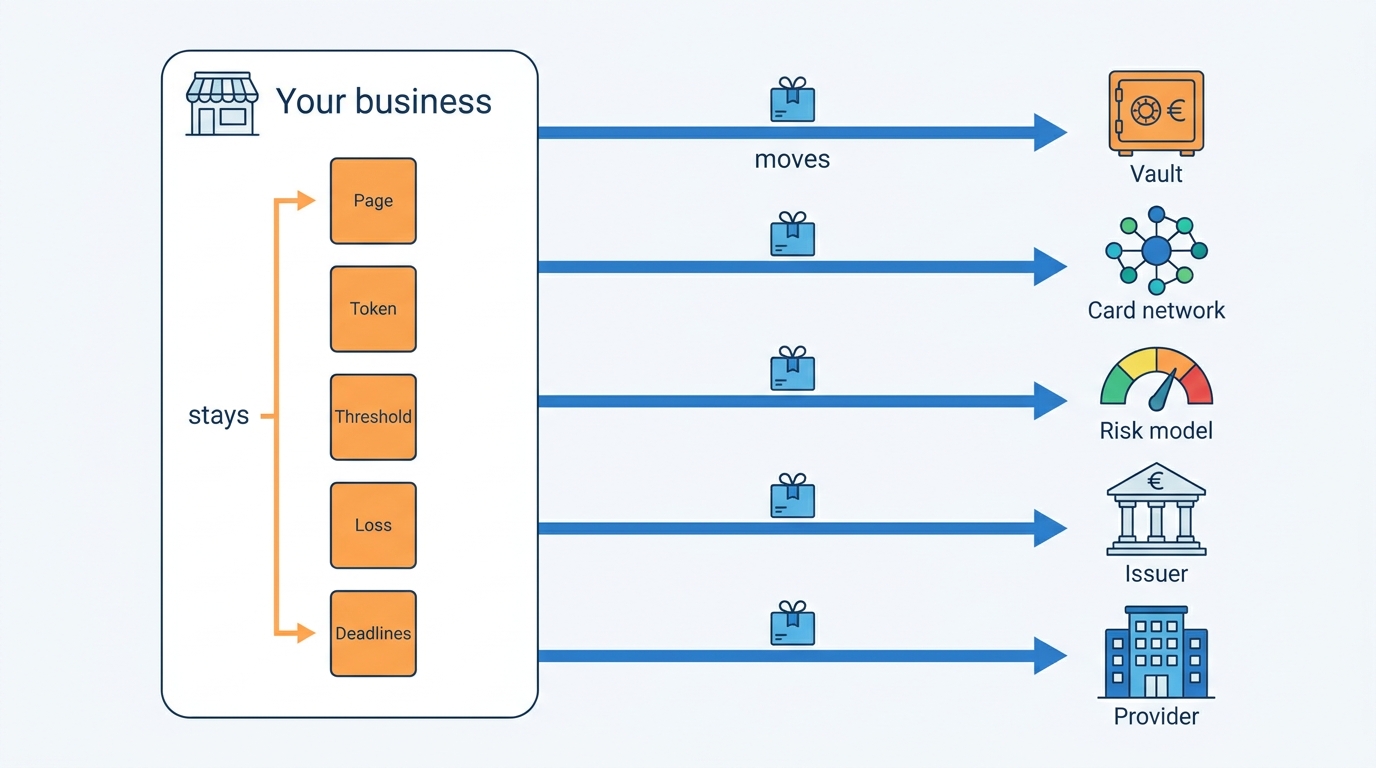 Your business
Page
Token
Threshold
Loss
Deadlines
stays
moves
€
Vault
Card network
Risk model
€
Issuer
Provider